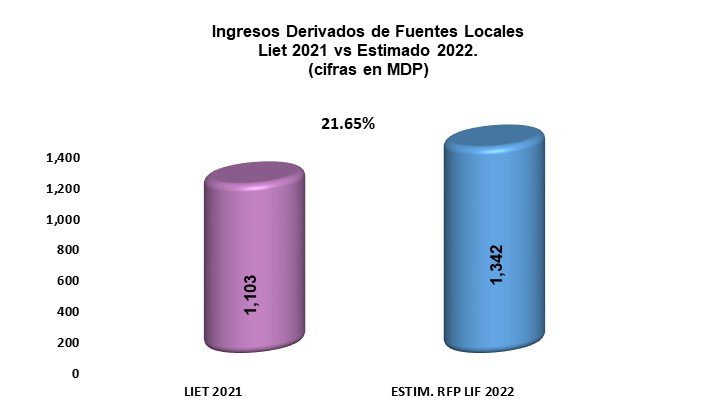 Ingresos Derivados de Fuentes Locales
Liet 2021 vs Estimado 2022.
(cifras en MDP)
21.65%
1,400
1,200
1,000
800
600
400
200
0
1,103
1,342
LIET 2021
ESTIM. RFP LIF 2022